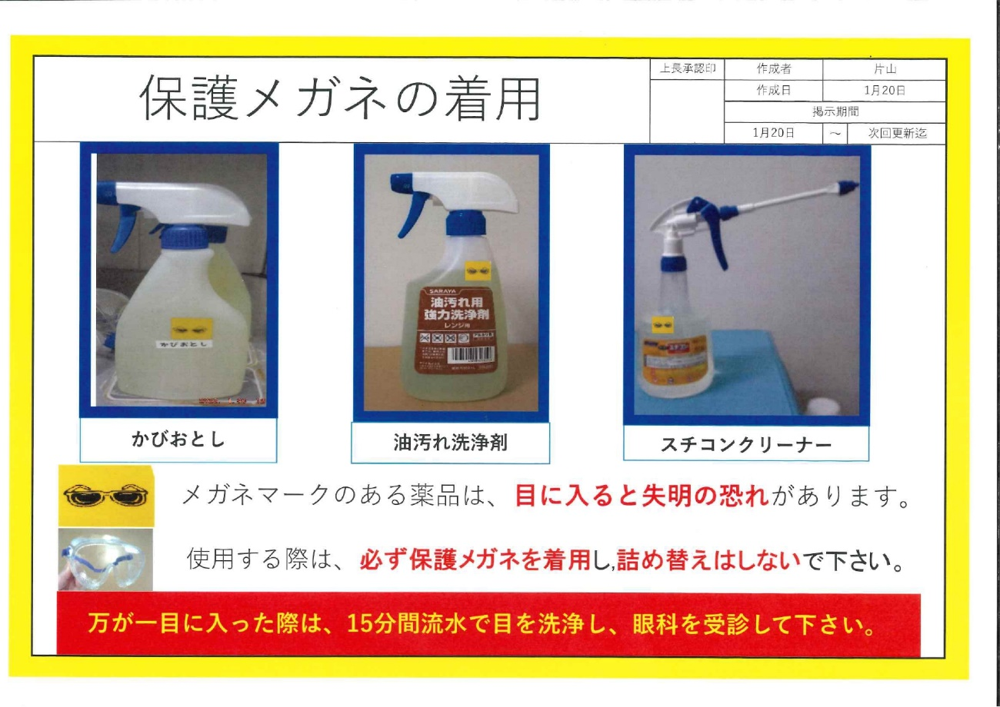 保護メガネの着用
上長承認印
作成者
片山
作成日
1月20日
掲示期間
1月20日
～
次回更新迄
かびおとし
SARAYA
油汚れ用
強力洗浄剤
レンジ用
スチコン
かびおとし
油汚れ洗浄剤
スチコンクリーナー
メガネマークのある薬品は、目に入ると失明の恐れがあります。
使用する際は、必ず保護メガネを着用し,詰め替えはしないで下さい。
万が一目に入った際は、15分間流水で目を洗浄し、眼科を受診して下さい。